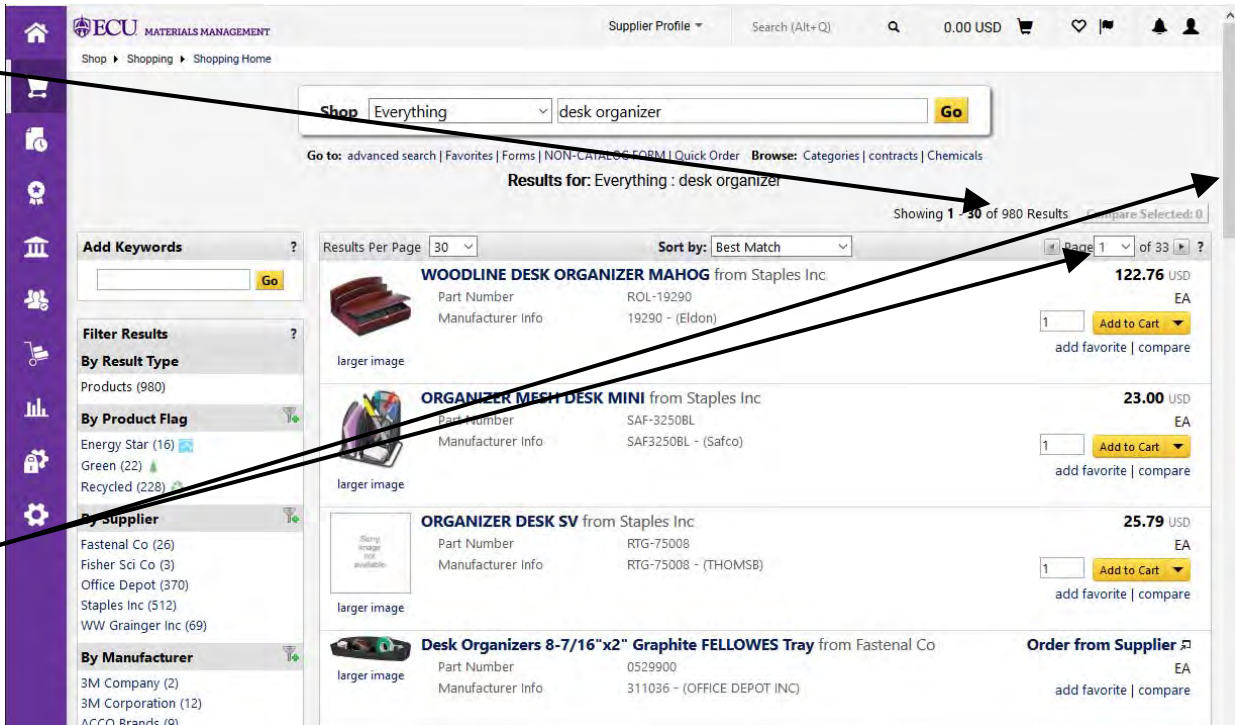 ECU MATERIALS MANAGEMENT
Supplier Profile
Search (Alt+Q)
0.00 USD
Shop Shopping Shopping Home
Shop Everything desk organizer Go
Go to: advanced search | Favorites | Forms | NON-CATALOG FORM | Quick Order Browse: Categories | contracts | Chemicals
Results for: Everything : desk organizer
Showing 1 - 30 of 980 Results Compare Selected: 0
Add Keywords ?
Go
Filter Results ?
By Result Type
Products (980)
By Product Flag
Energy Star (16)
Green (22)
Recycled (228)
By Supplier
Fastenal Co (26)
Fisher Sci Co (3)
Office Depot (370)
Staples Inc (512)
WW Grainger Inc (69)
By Manufacturer
3M Company (2)
3M Corporation (12)
ACCO Brands (9)
Results Per Page 30 Sort by: Best Match Page 1 of 33 ?
WOODLINE DESK ORGANIZER MAHOG from Staples Inc 122.76 USD
Part Number ROL-19290 EA
Manufacturer Info 19290 - (Eldon)
1 Add to Cart
larger image add favorite | compare
ORGANIZER MESH DESK MINI from Staples Inc 23.00 USD
Part Number SAF-3250BL EA
Manufacturer Info SAF3250BL - (Safco)
1 Add to Cart
larger image add favorite | compare
ORGANIZER DESK SV from Staples Inc 25.79 USD
Sorry
image
not
available
Part Number RTG-75008 EA
Manufacturer Info RTG-75008 - (THOMSB)
1 Add to Cart
larger image add favorite | compare
Desk Organizers 8-7/16"x2" Graphite FELLOWES Tray from Fastenal Co Order from Supplier
Part Number 0529900 EA
larger image
Manufacturer Info 311036 - (OFFICE DEPOT INC) add favorite | compare